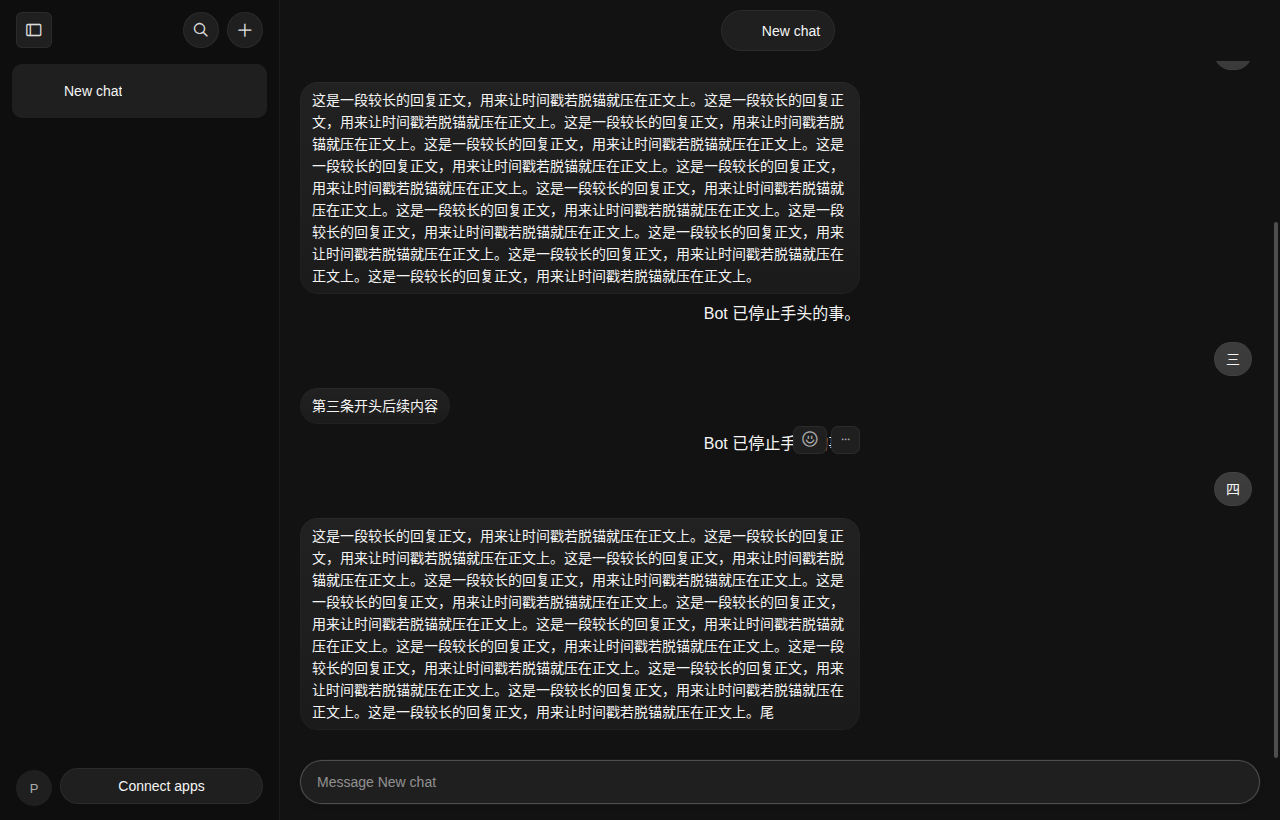 New chat
New chat
这是一段较长的回复正文，用来让时间戳若脱锚就压在正文上。这是一段较长的回复正
文，用来让时间戳若脱锚就压在正文上。这是一段较长的回复正文，用来让时间戳若脱
锚就压在正文上。这是一段较长的回复正文，用来让时间戳若脱锚就压在正文上。这是
一段较长的回复正文，用来让时间戳若脱锚就压在正文上。这是一段较长的回复正文，
用来让时间戳若脱锚就压在正文上。这是一段较长的回复正文，用来让时间戳若脱锚就
压在正文上。这是一段较长的回复正文，用来让时间戳若脱锚就压在正文上。这是一段
较长的回复正文，用来让时间戳若脱锚就压在正文上。这是一段较长的回复正文，用来
让时间戳若脱锚就压在正文上。这是一段较长的回复正文，用来让时间戳若脱锚就压在
正文上。这是一段较长的回复正文，用来让时间戳若脱锚就压在正文上。
Bot 已停止手头的事。
三
第三条开头后续内容
Bot 已停止手
四
这是一段较长的回复正文，用来让时间戳若脱锚就压在正文上。这是一段较长的回复正
文，用来让时间戳若脱锚就压在正文上。这是一段较长的回复正文，用来让时间戳若脱
锚就压在正文上。这是一段较长的回复正文，用来让时间戳若脱锚就压在正文上。这是
一段较长的回复正文，用来让时间戳若脱锚就压在正文上。这是一段较长的回复正文，
用来让时间戳若脱锚就压在正文上。这是一段较长的回复正文，用来让时间戳若脱锚就
压在正文上。这是一段较长的回复正文，用来让时间戳若脱锚就压在正文上。这是一段
较长的回复正文，用来让时间戳若脱锚就压在正文上。这是一段较长的回复正文，用来
让时间戳若脱锚就压在正文上。这是一段较长的回复正文，用来让时间戳若脱锚就压在
正文上。这是一段较长的回复正文，用来让时间戳若脱锚就压在正文上。尾
Message New chat
P
Connect apps